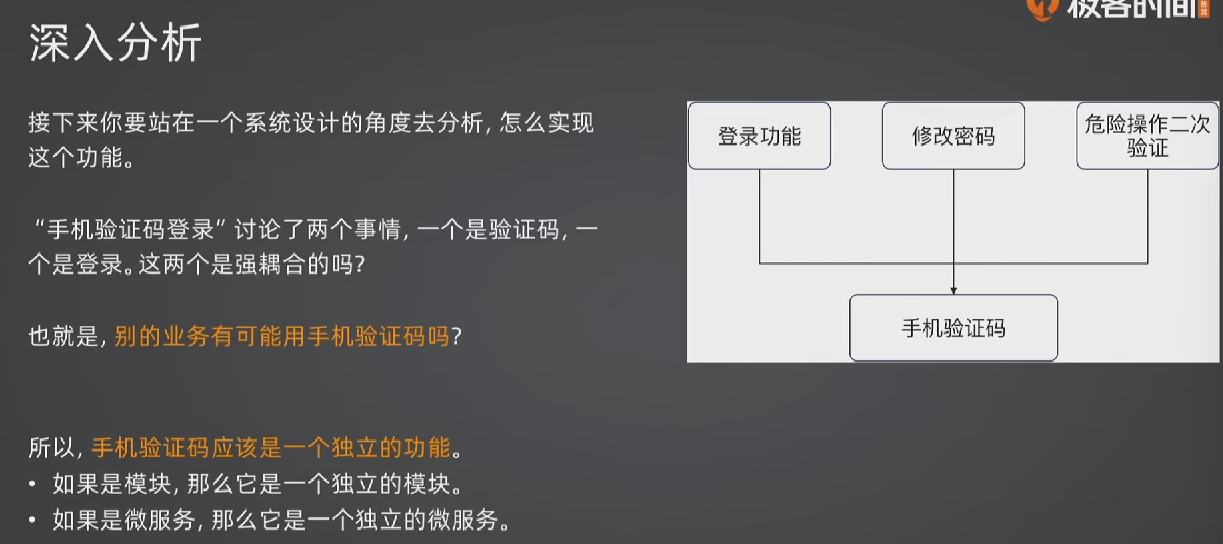 极客时间
深入分析
接下来你要站在一个系统设计的角度去分析, 怎么实现
这个功能。
“手机验证码登录”讨论了两个事情, 一个是验证码, 一
个是登录。这两个是强耦合的吗?
也就是, 别的业务有可能用手机验证码吗?
所以, 手机验证码应该是一个独立的功能。
• 如果是模块, 那么它是一个独立的模块。
• 如果是微服务, 那么它是一个独立的微服务。
登录功能
修改密码
危险操作二次
验证
手机验证码